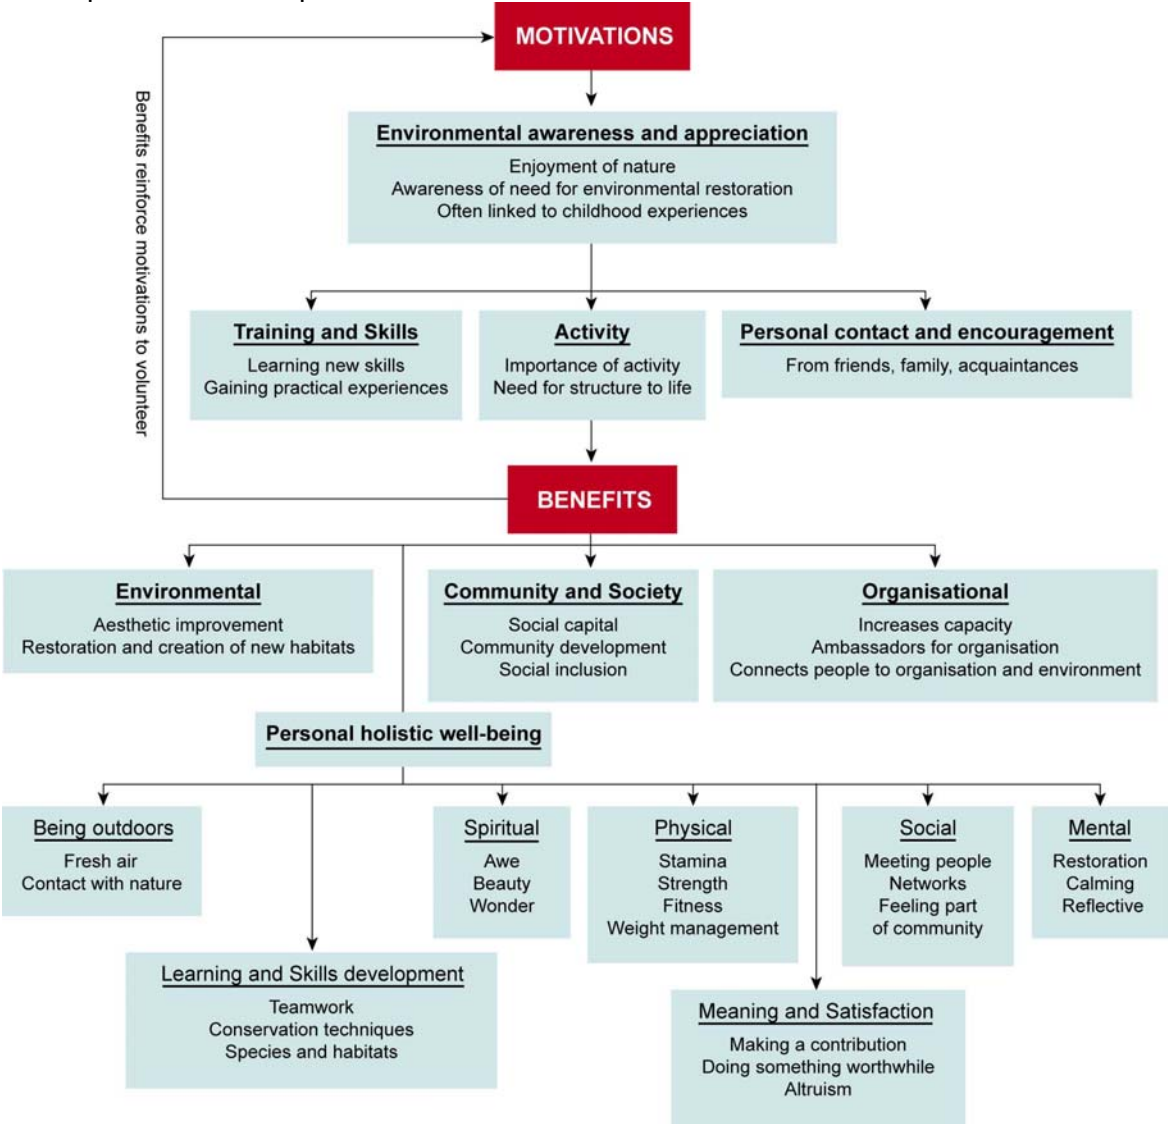 MOTIVATIONS
Benefits reinforce motivations to volunteer
Environmental awareness and appreciation
Enjoyment of nature
Awareness of need for environmental restoration
Often linked to childhood experiences
Training and Skills
Learning new skills
Gaining practical experiences
Activity
Importance of activity
Need for structure to life
Personal contact and encouragement
From friends, family, acquaintances
BENEFITS
Environmental
Aesthetic improvement
Restoration and creation of new habitats
Community and Society
Social capital
Community development
Social inclusion
Organisational
Increases capacity
Ambassadors for organisation
Connects people to organisation and environment
Personal holistic well-being
Being outdoors
Fresh air
Contact with nature
Spiritual
Awe
Beauty
Wonder
Physical
Stamina
Strength
Fitness
Weight management
Social
Meeting people
Networks
Feeling part
of community
Mental
Restoration
Calming
Reflective
Learning and Skills development
Teamwork
Conservation techniques
Species and habitats
Meaning and Satisfaction
Making a contribution
Doing something worthwhile
Altruism